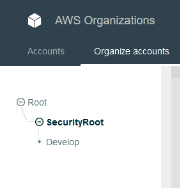 AWS Organizations
Accounts Organize accounts
Root
SecurityRoot
Develop